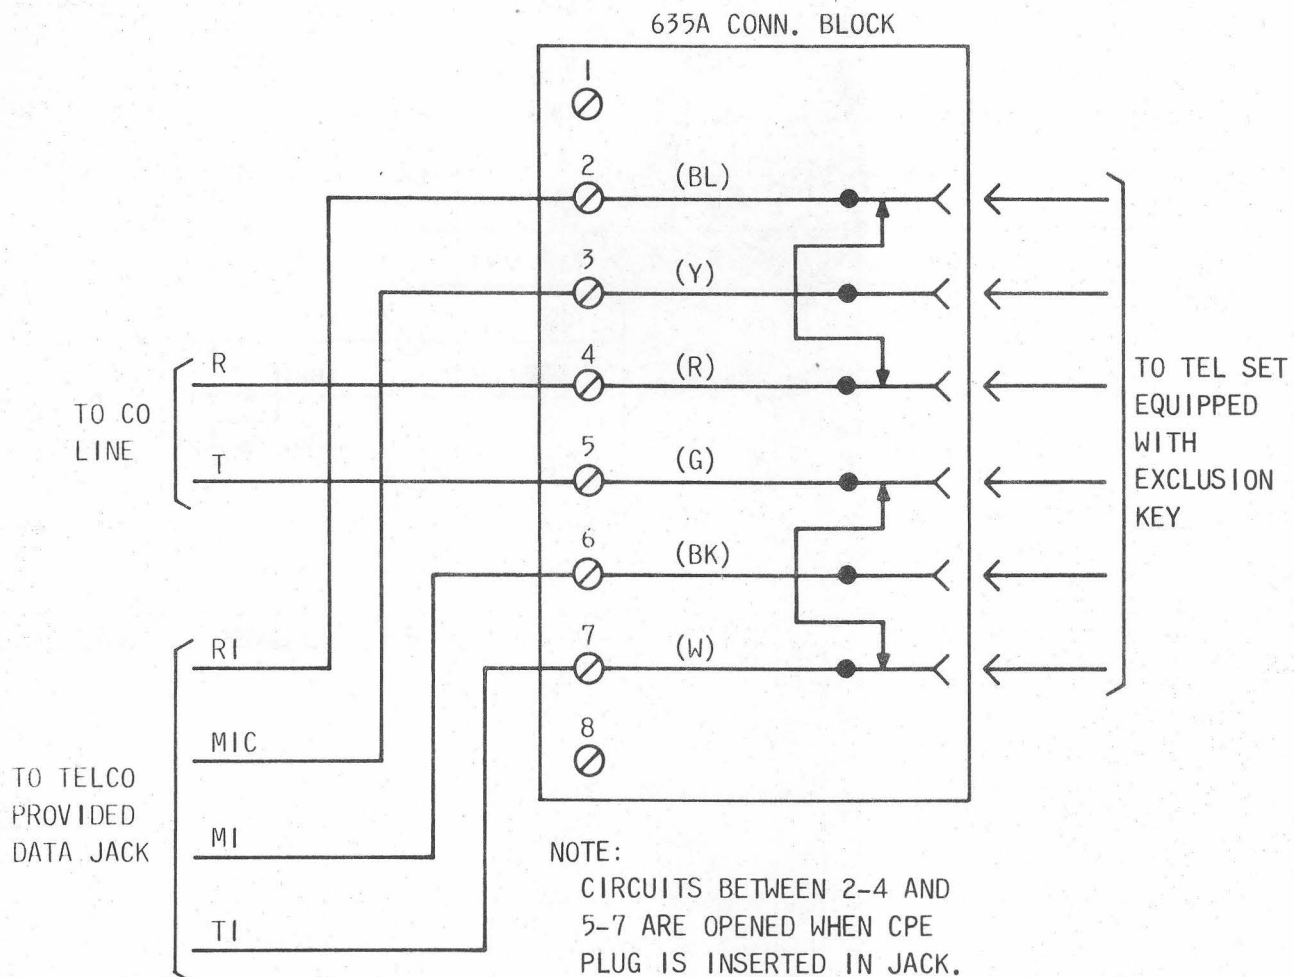 635A CONN. BLOCK
1
2
(BL)
3
(Y)
R
4
(R)
TO CO
LINE
T
5
(G)
6
(BK)
RI
7
(W)
MIC
8
MI
TI
TO TEL SET
EQUIPPED
WITH
EXCLUSION
KEY
TO TELCO
PROVIDED
DATA JACK
NOTE:
CIRCUITS BETWEEN 2-4 AND
5-7 ARE OPENED WHEN CPE
PLUG IS INSERTED IN JACK.